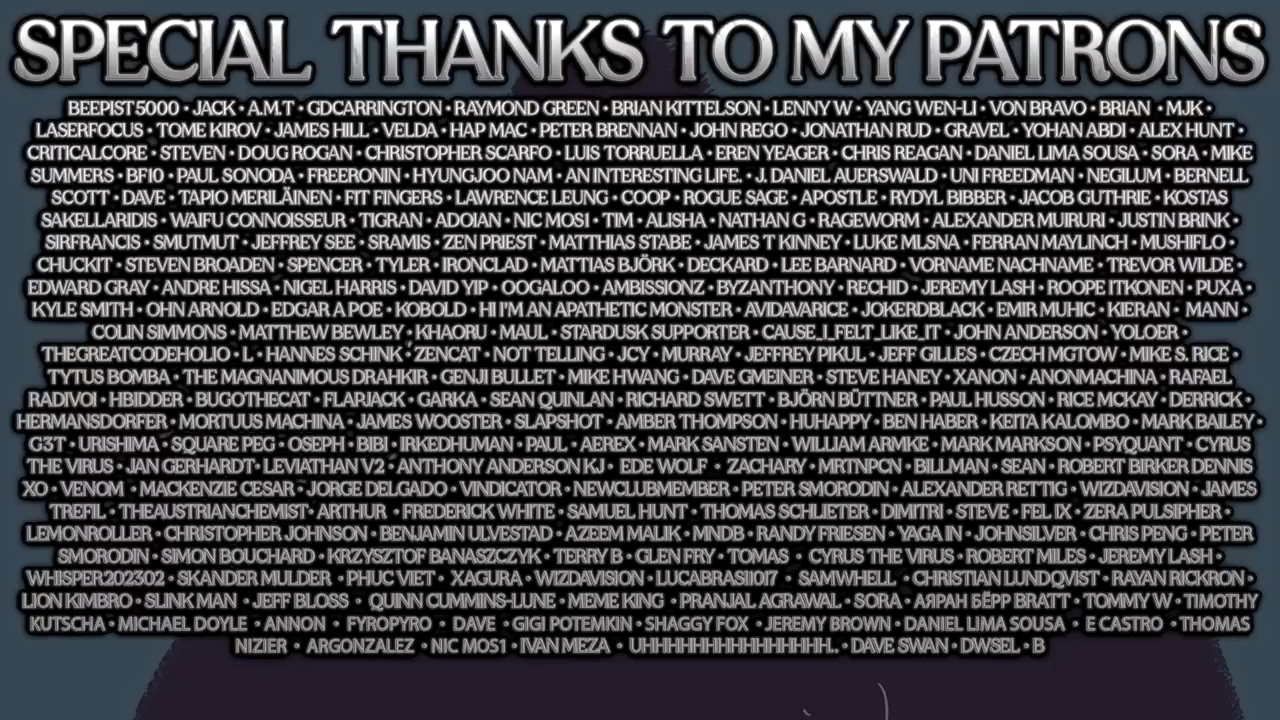 SPECIAL THANKS TO MY PATRONS
BEEPIST5000 • JACK • A.M.T • GDCARRINGTON • RAYMOND GREEN • BRIAN KITTELSON • LENNY W • YANG WEN-LI • VON BRAVO • BRIAN • MJK •
LASERFOCUS • TOME KIROV • JAMES HILL • VELDA • HAP MAC • PETER BRENNAN • JOHN REGO • JONATHAN RUD • GRAVEL • YOHAN ABDI • ALEX HUNT •
CRITICALCORE • STEVEN • DOUG ROGAN • CHRISTOPHER SCARFO • LUIS TORRUELLA • EREN YEAGER • CHRIS REAGAN • DANIEL LIMA SOUSA • SORA • MIKE
SUMMERS • BF10 • PAUL SONODA • FREERONIN • HYUNGJOO NAM • AN INTERESTING LIFE. • J. DANIEL AUERSWALD • UNI FREEDMAN • NEGILUM • BERNELL
SCOTT • DAVE • TAPIO MERILÄINEN • FIT FINGERS • LAWRENCE LEUNG • COOP • ROGUE SAGE • APOSTLE • RYDYL BIBBER • JACOB GUTHRIE • KOSTAS
SAKELLARIDIS • WAIFU CONNOISSEUR • TIGRAN • ADOIAN • NIC MOS1 • TIM • ALISHA • NATHAN G • RAGEWORM • ALEXANDER MUIRURI • JUSTIN BRINK •
SIRFRANCIS • SMUTMUT • JEFFREY SEE • SRAMIS • ZEN PRIEST • MATTHIAS STABE • JAMES T KINNEY • LUKE MLSNA • FERRAN MAYLINCH • MUSHIFLO •
CHUCKIT • STEVEN BROADEN • SPENCER • TYLER • IRONCLAD • MATTIAS BJÖRK • DECKARD • LEE BARNARD • VORNAME NACHNAME • TREVOR WILDE •
EDWARD GRAY • ANDRE HISSA • NIGEL HARRIS • DAVID YIP • OOGALOO • AMBISSIONZ • BYZANTHONY • RECHID • JEREMY LASH • ROOPE ITKONEN • PUXA •
KYLE SMITH • OHN ARNOLD • EDGAR A POE • KOBOLD • HI I'M AN APATHETIC MONSTER • AVIDAVARICE • JOKERDBLACK • EMIR MUHIC • KIERAN • MANN •
COLIN SIMMONS • MATTHEW BEWLEY • KHAORU • MAUL • STARDUSK SUPPORTER • CAUSE_I_FELT_LIKE_IT • JOHN ANDERSON • YOLOER •
THEGREATCODEHOLIO • L • HANNES SCHINK • ZENCAT • NOT TELLING • JCY • MURRAY • JEFFREY PIKUL • JEFF GILLES • CZECH MGTOW • MIKE S. RICE •
TYTUS BOMBA • THE MAGNANIMOUS DRAHKIR • GENJI BULLET • MIKE HWANG • DAVE GMEINER • STEVE HANEY • XANON • ANONMACHINA • RAFAEL
RADIVOI • HBIDDER • BUGOTHECAT • FLAPJACK • GARKA • SEAN QUINLAN • RICHARD SWETT • BJÖRN BÜTTNER • PAUL HUSSON • RICE MCKAY • DERRICK •
HERMANSDORFER • MORTUUS MACHINA • JAMES WOOSTER • SLAPSHOT • AMBER THOMPSON • HUHAPPY • BEN HABER • KEITA KALOMBO • MARK BAILEY •
G3T • URISHIMA • SQUARE PEG • OSEPH • BIBI • IRKEDHUMAN • PAUL • AEREX • MARK SANSTEN • WILLIAM ARMKE • MARK MARKSON • PSYQUANT • CYRUS
THE VIRUS • JAN GERHARDT • LEVIATHAN V2 • ANTHONY ANDERSON KJ • EDE WOLF • ZACHARY • MRTNPCN • BILLMAN • SEAN • ROBERT BIRKER DENNIS
XO • VENOM • MACKENZIE CESAR • JORGE DELGADO • VINDICATOR • NEWCLUBMEMBER • PETER SMORODIN • ALEXANDER RETTIG • WIZDAVISION • JAMES
TREFIL • THEAUSTRIANCHEMIST • ARTHUR • FREDERICK WHITE • SAMUEL HUNT • THOMAS SCHLIETER • DIMITRI • STEVE • FEL IX • ZERA PULSIPHER •
LEMONROLLER • CHRISTOPHER JOHNSON • BENJAMIN ULVESTAD • AZEEM MALIK • MNDB • RANDY FRIESEN • YAGA IN • JOHNSILVER • CHRIS PENG • PETER
SMORODIN • SIMON BOUCHARD • KRZYSZTOF BANASZCZYK • TERRY B • GLEN FRY • TOMAS • CYRUS THE VIRUS • ROBERT MILES • JEREMY LASH •
WHIISPER202302 • SKANDER MULDER • PHUC VIET • XAGURA • WIZDAVISION • LUCABRASI11017 • SAMWHELL • CHRISTIAN LUNDQVIST • RAYAN RICKRON •
LION KIMBRO • SLINK MAN • JEFF BLOSS • QUINN CUMMINS-LUNE • MEME KING • PRANJAL AGRAWAL • SORA • АЯРАН БЁРР BRATT • TOMMY W • TIMOTHY
KUTSCHA • MICHAEL DOYLE • ANNON • FYROPYRO • DAVE • GIGI POTEMKIN • SHAGGY FOX • JEREMY BROWN • DANIEL LIMA SOUSA • E CASTRO • THOMAS
NIZIER • ARGONZALEZ • NIC MOS1 • IVAN MEZA • UHHHHHHHHHHHHHHH.. • DAVE SWAN • DWSEL • B